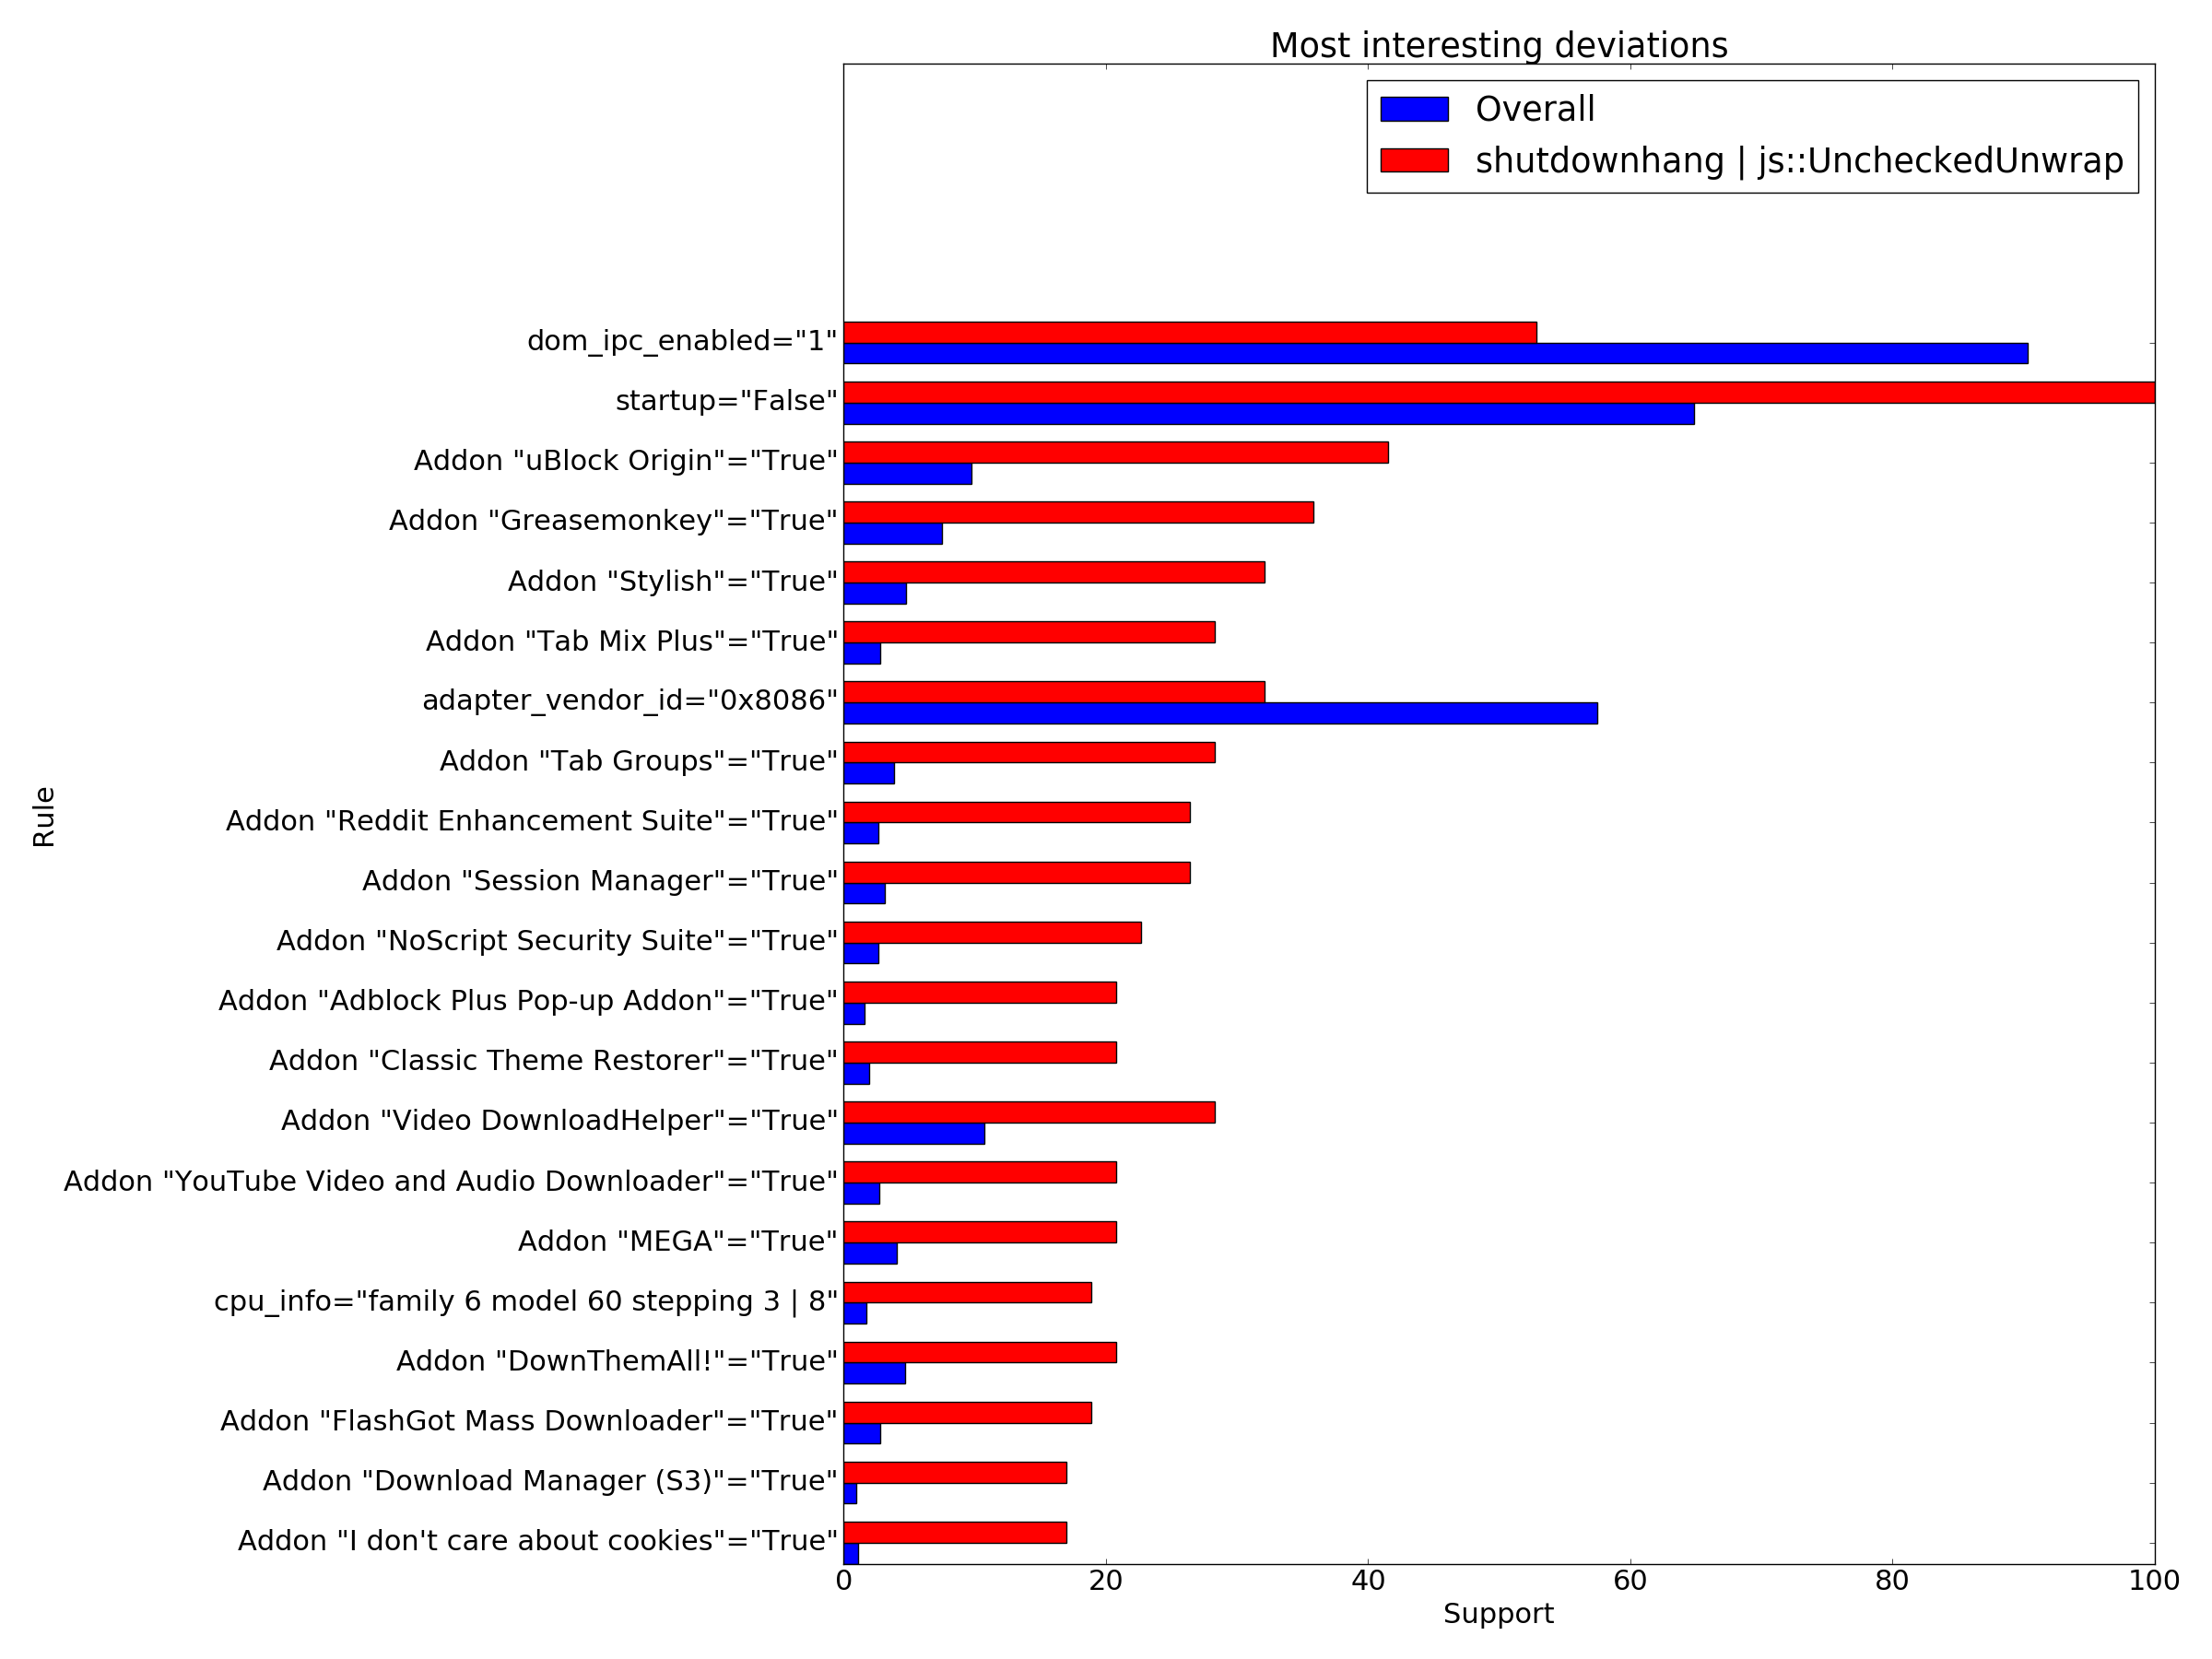 Most interesting deviations
Overall
shutdownhang | js::UncheckedUnwrap
dom_ipc_enabled="1"
startup="False"
Addon "uBlock Origin"="True"
Addon "Greasemonkey"="True"
Addon "Stylish"="True"
Addon "Tab Mix Plus"="True"
adapter_vendor_id="0x8086"
Addon "Tab Groups"="True"
Addon "Reddit Enhancement Suite"="True"
Addon "Session Manager"="True"
Addon "NoScript Security Suite"="True"
Addon "Adblock Plus Pop-up Addon"="True"
Addon "Classic Theme Restorer"="True"
Addon "Video DownloadHelper"="True"
Addon "YouTube Video and Audio Downloader"="True"
Addon "MEGA"="True"
cpu_info="family 6 model 60 stepping 3 | 8"
Addon "DownThemAll!"="True"
Addon "FlashGot Mass Downloader"="True"
Addon "Download Manager (S3)"="True"
Addon "I don't care about cookies"="True"
Rule
0 20 40 60 80 100
Support